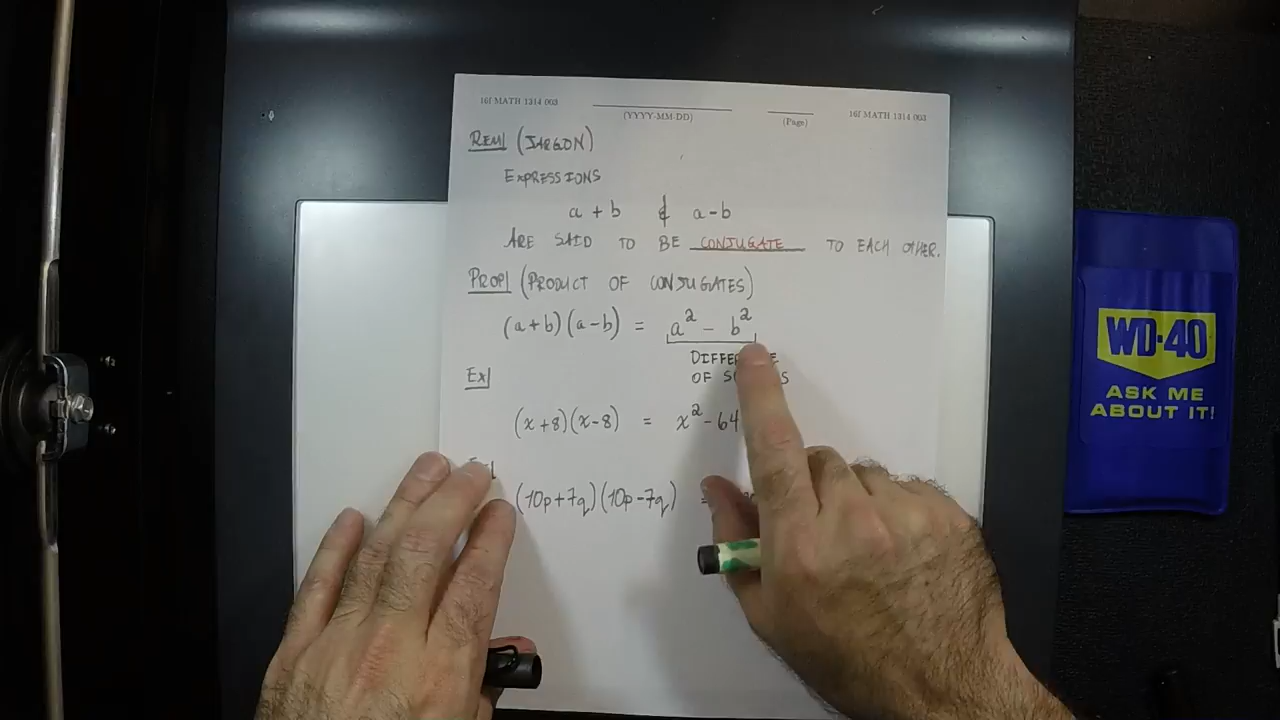 16f MATH 1314 003
(YYYY-MM-DD)
(Page)
16f MATH 1314 003
REM (JARGON)
EXPRESSIONS
a + b & a - b
ARE SAID TO BE CONJUGATE TO EACH OTHER.
PROP (PRODUCT OF CONJUGATES)
(a+b)(a-b) = a² - b²
DIFFERENCE
OF
EX
(x+8)(x-8) = x² - 64
(10p+7q)(10p-7q) =
WD-40
ASK ME
ABOUT IT!